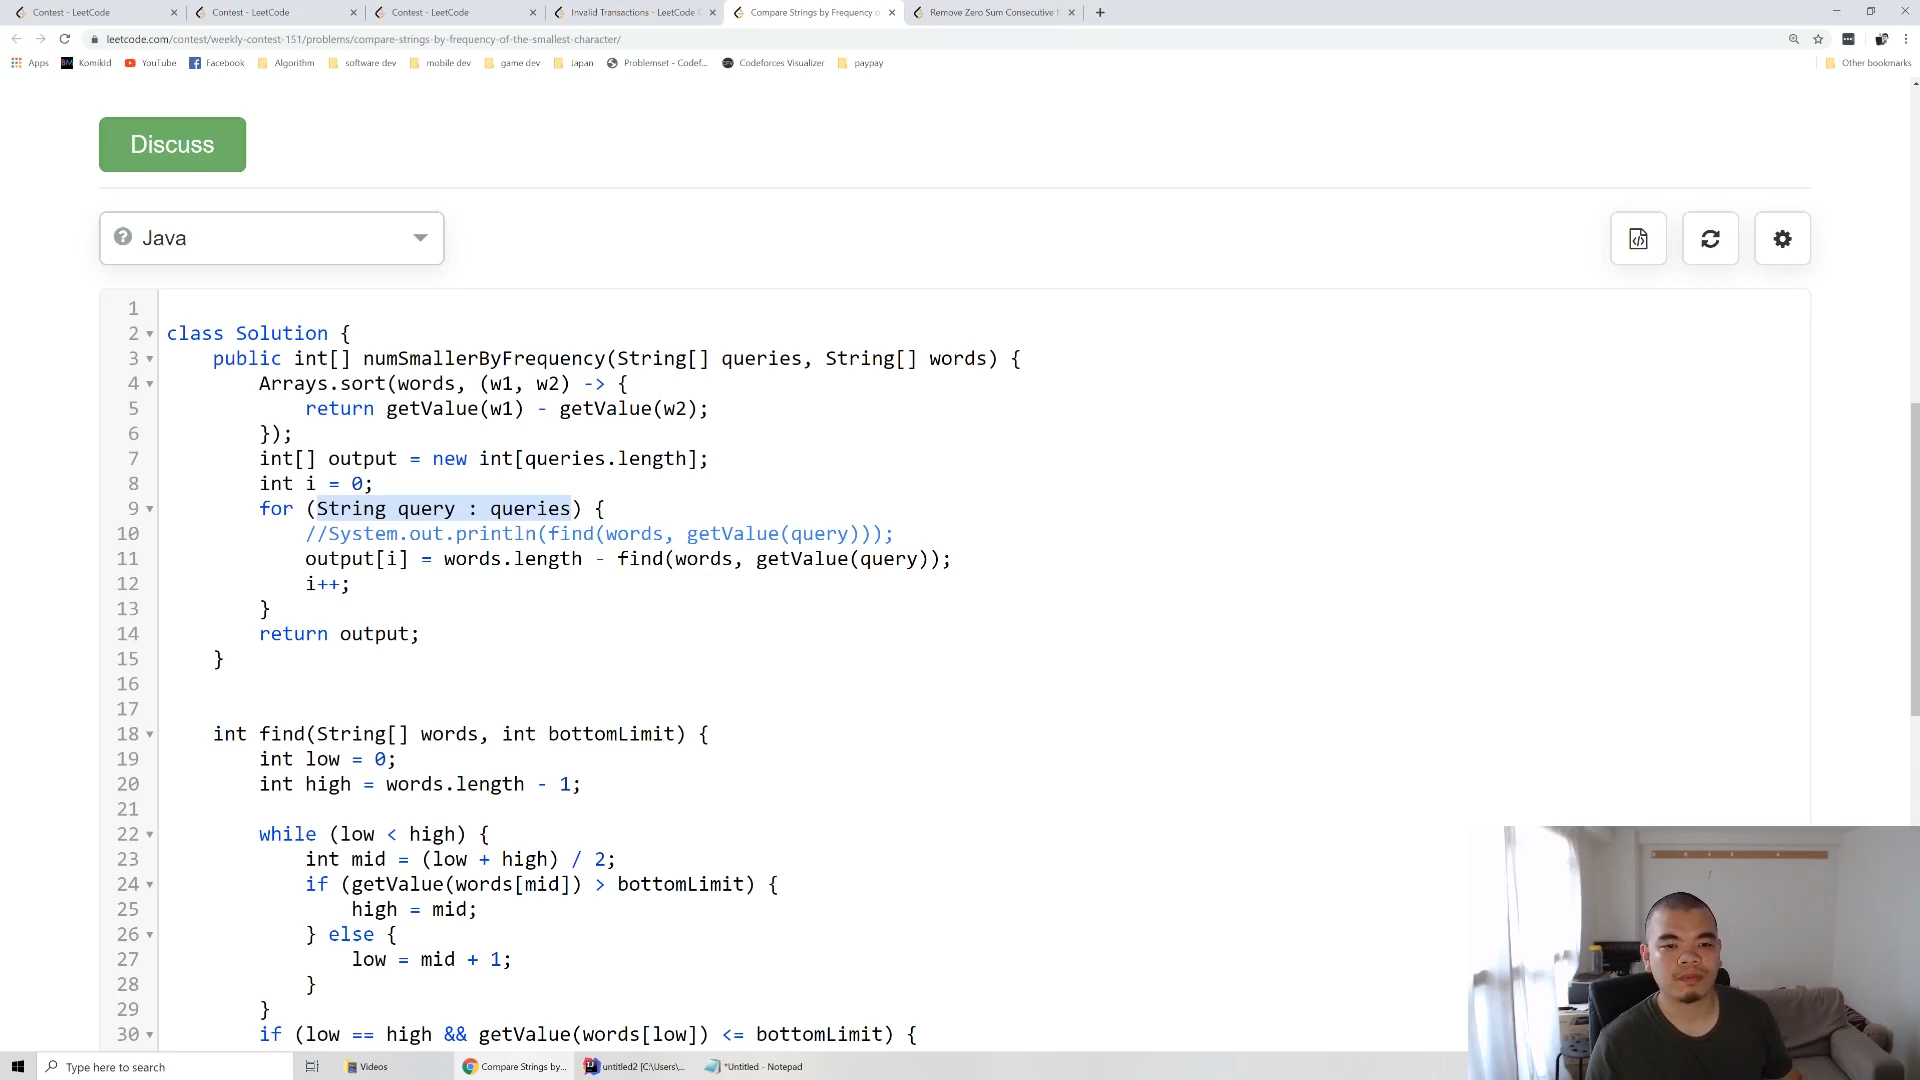 Contest - LeetCode
Contest - LeetCode
Contest - LeetCode
Invalid Transactions - LeetCode C
Compare Strings by Frequency o
Remove Zero Sum Consecutive N
leetcode.com/contest/weekly-contest-151/problems/compare-strings-by-frequency-of-the-smallest-character/
Apps
Komikid
YouTube
Facebook
Algorithm
software dev
mobile dev
game dev
Japan
Problemset - Codef...
Codeforces Visualizer
paypay
Other bookmarks
Discuss
Java
1
2 class Solution {
3 public int[] numSmallerByFrequency(String[] queries, String[] words) {
4 Arrays.sort(words, (w1, w2) -> {
5 return getValue(w1) - getValue(w2);
6 });
7 int[] output = new int[queries.length];
8 int i = 0;
9 for (String query : queries) {
10 //System.out.println(find(words, getValue(query)));
11 output[i] = words.length - find(words, getValue(query));
12 i++;
13 }
14 return output;
15 }
16
17
18 int find(String[] words, int bottomLimit) {
19 int low = 0;
20 int high = words.length - 1;
21
22 while (low < high) {
23 int mid = (low + high) / 2;
24 if (getValue(words[mid]) > bottomLimit) {
25 high = mid;
26 } else {
27 low = mid + 1;
28 }
29 }
30 if (low == high && getValue(words[low]) <= bottomLimit) {
Type here to search
Videos
Compare Strings by...
untitled2 [C:\Users\...
*Untitled - Notepad